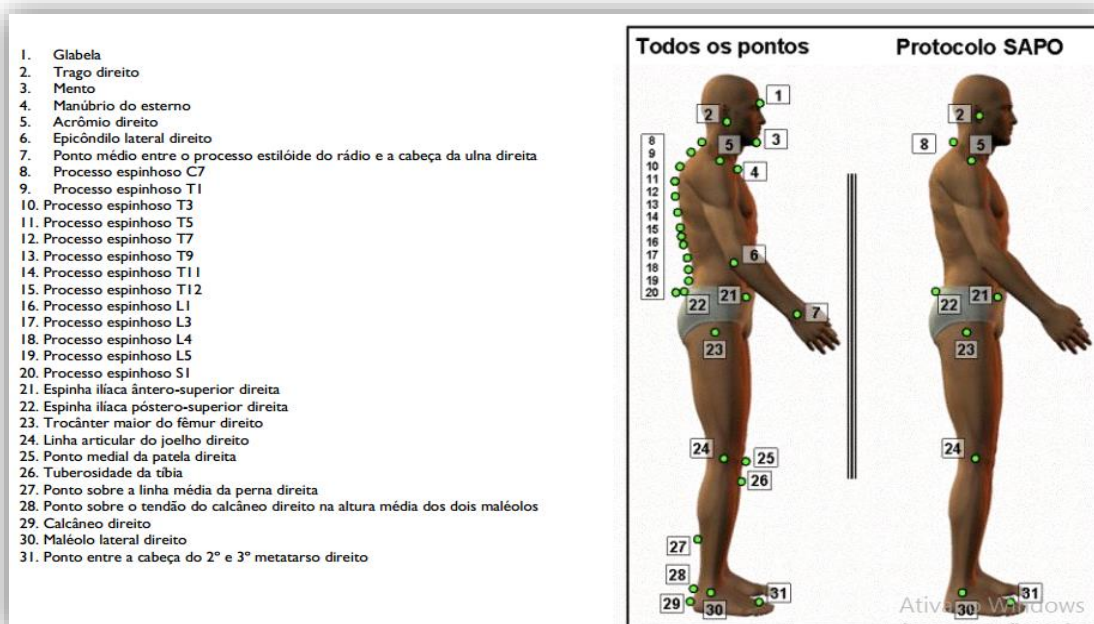 1. Glabela
2. Trago direito
3. Mento
4. Manúbrio do esterno
5. Acrômio direito
6. Epicôndilo lateral direito
7. Ponto médio entre o processo estilóide do rádio e a cabeça da ulna direita
8. Processo espinhoso C7
9. Processo espinhoso T1
10. Processo espinhoso T3
11. Processo espinhoso T5
12. Processo espinhoso T7
13. Processo espinhoso T9
14. Processo espinhoso T11
15. Processo espinhoso T12
16. Processo espinhoso L1
17. Processo espinhoso L3
18. Processo espinhoso L4
19. Processo espinhoso L5
20. Processo espinhoso S1
21. Espinha ilíaca ântero-superior direita
22. Espinha ilíaca póstero-superior direita
23. Trocânter maior do fêmur direito
24. Linha articular do joelho direito
25. Ponto medial da patela direita
26. Tuberosidade da tíbia
27. Ponto sobre a linha média da perna direita
28. Ponto sobre o tendão do calcâneo direito na altura média dos dois maléolos
29. Calcâneo direito
30. Maléolo lateral direito
31. Ponto entre a cabeça do 2º e 3º metatarso direito
Todos os pontos
1
2
3
5
4
8
9
10
11
12
13
14
15
16
17
18
19
20
6
7
21
22
23
24
25
26
27
28
29
30
31
Protocolo SAPO
2
8
5
21
22
23
24
31
30
Windows